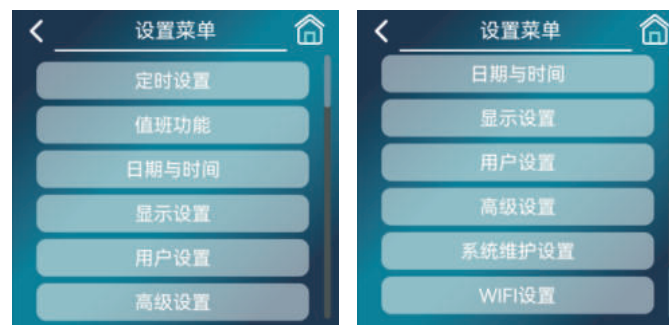 设置菜单
定时设置
值班功能
日期与时间
显示设置
用户设置
高级设置
设置菜单
日期与时间
显示设置
用户设置
高级设置
系统维护设置
WIFI设置